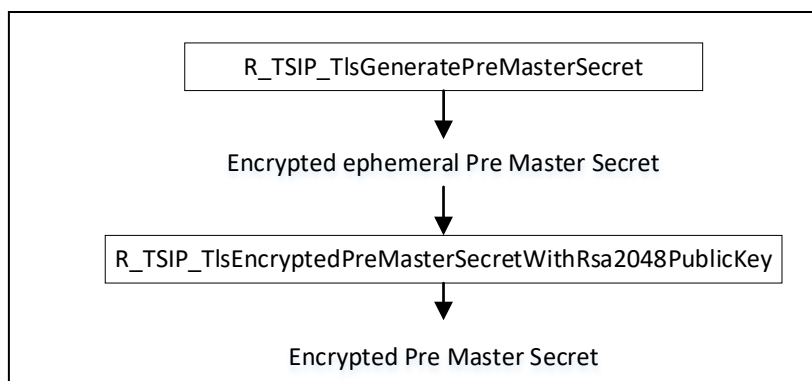 R_TSIP_TlsGeneratePreMasterSecret
Encrypted ephemeral Pre Master Secret
R_TSIP_TlsEncryptedPreMasterSecretWithRsa2048PublicKey
Encrypted Pre Master Secret